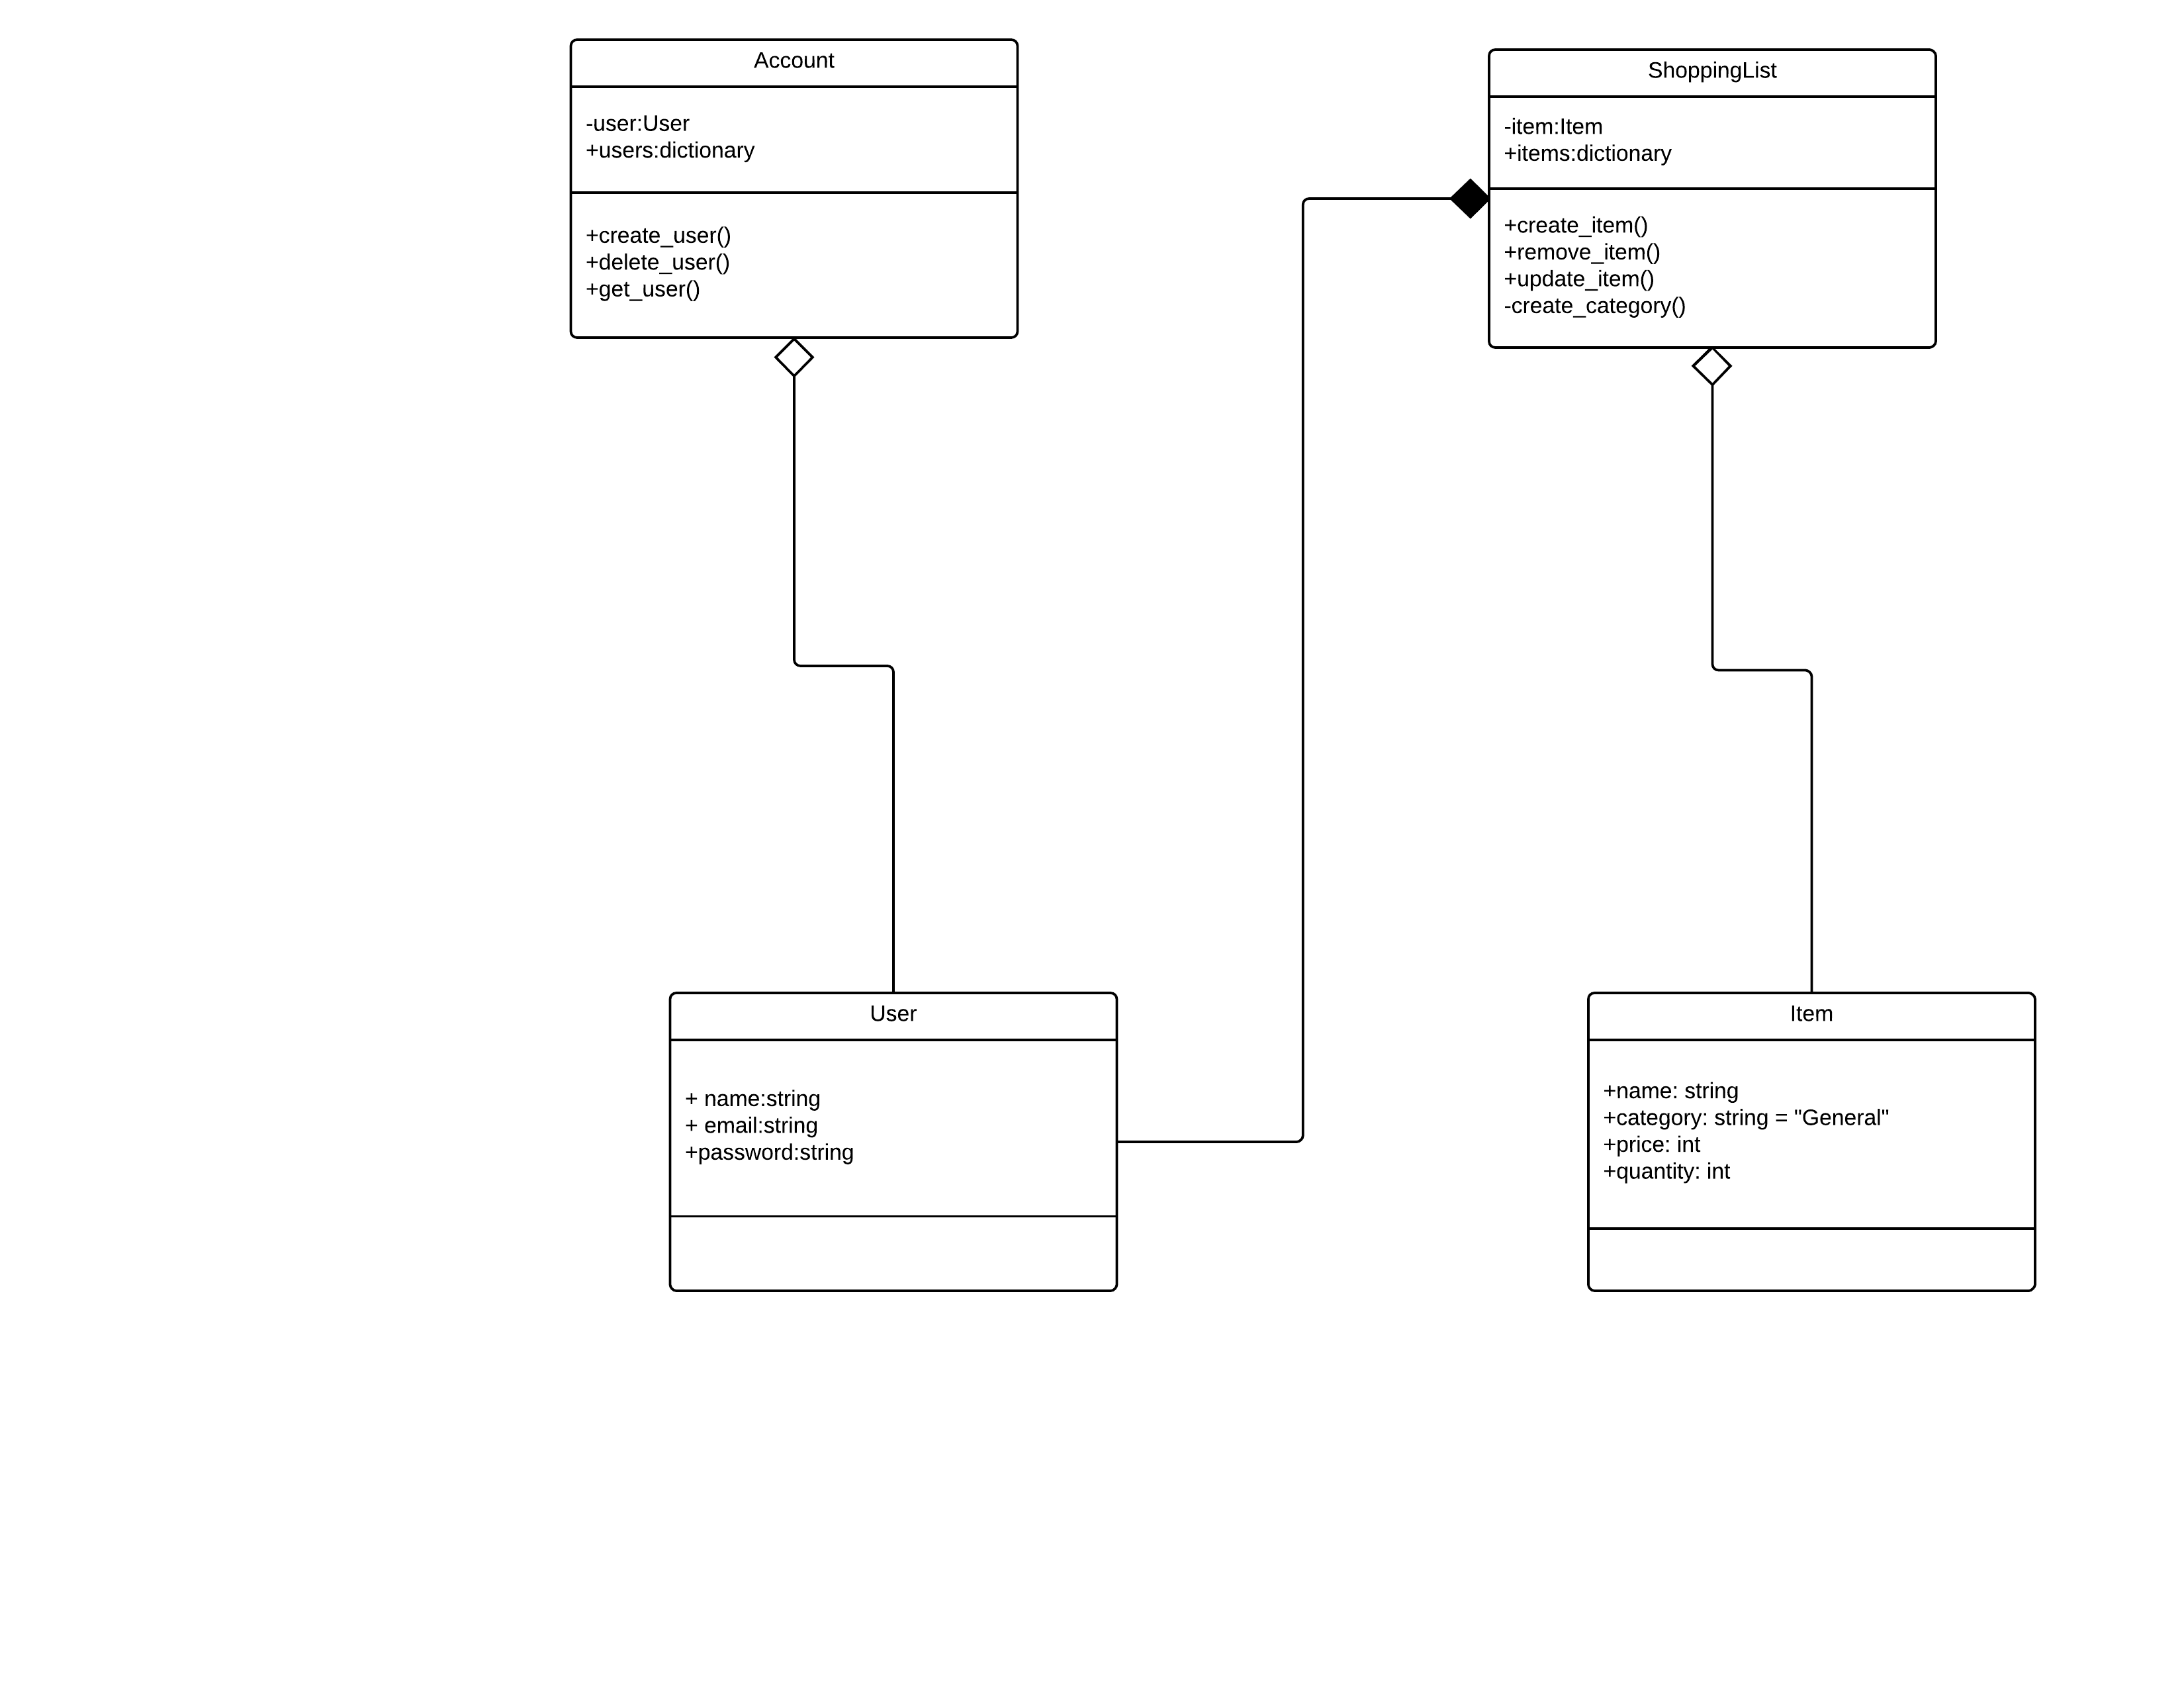 Account
-user:User
+users:dictionary
+create_user()
+delete_user()
+get_user()
ShoppingList
-item:Item
+items:dictionary
+create_item()
+remove_item()
+update_item()
-create_category()
User
+ name:string
+ email:string
+password:string
Item
+name: string
+category: string = "General"
+price: int
+quantity: int